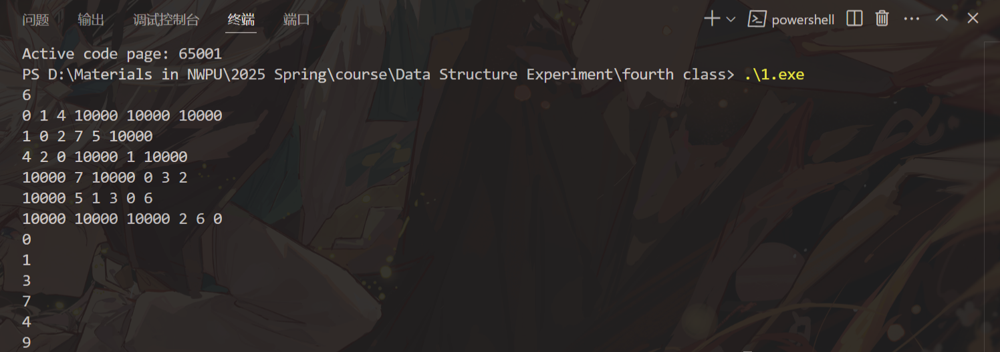 问题 输出 调试控制台 终端 端口 powershell
Active code page: 65001
PS D:\Materials in NWPU\2025 Spring\course\Data Structure Experiment\fourth class> .\1.exe
6
0 1 4 10000 10000 10000
1 0 2 7 5 10000
4 2 0 10000 1 10000
10000 7 10000 0 3 2
10000 5 1 3 0 6
10000 10000 10000 2 6 0
0
1
3
7
4
9